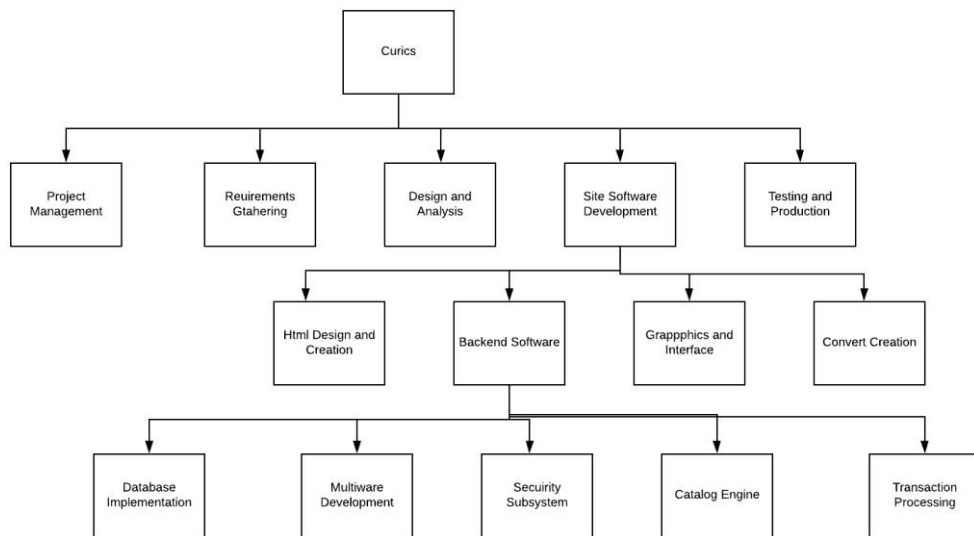 Curics
Project
Management
Reuirements
Gtahering
Design and
Analysis
Site Software
Development
Testing and
Production
Html Design and
Creation
Backend Software
Grappphics and
Interface
Convert Creation
Database
Implementation
Multiware
Development
Secuirity
Subsystem
Catalog Engine
Transaction
Processing